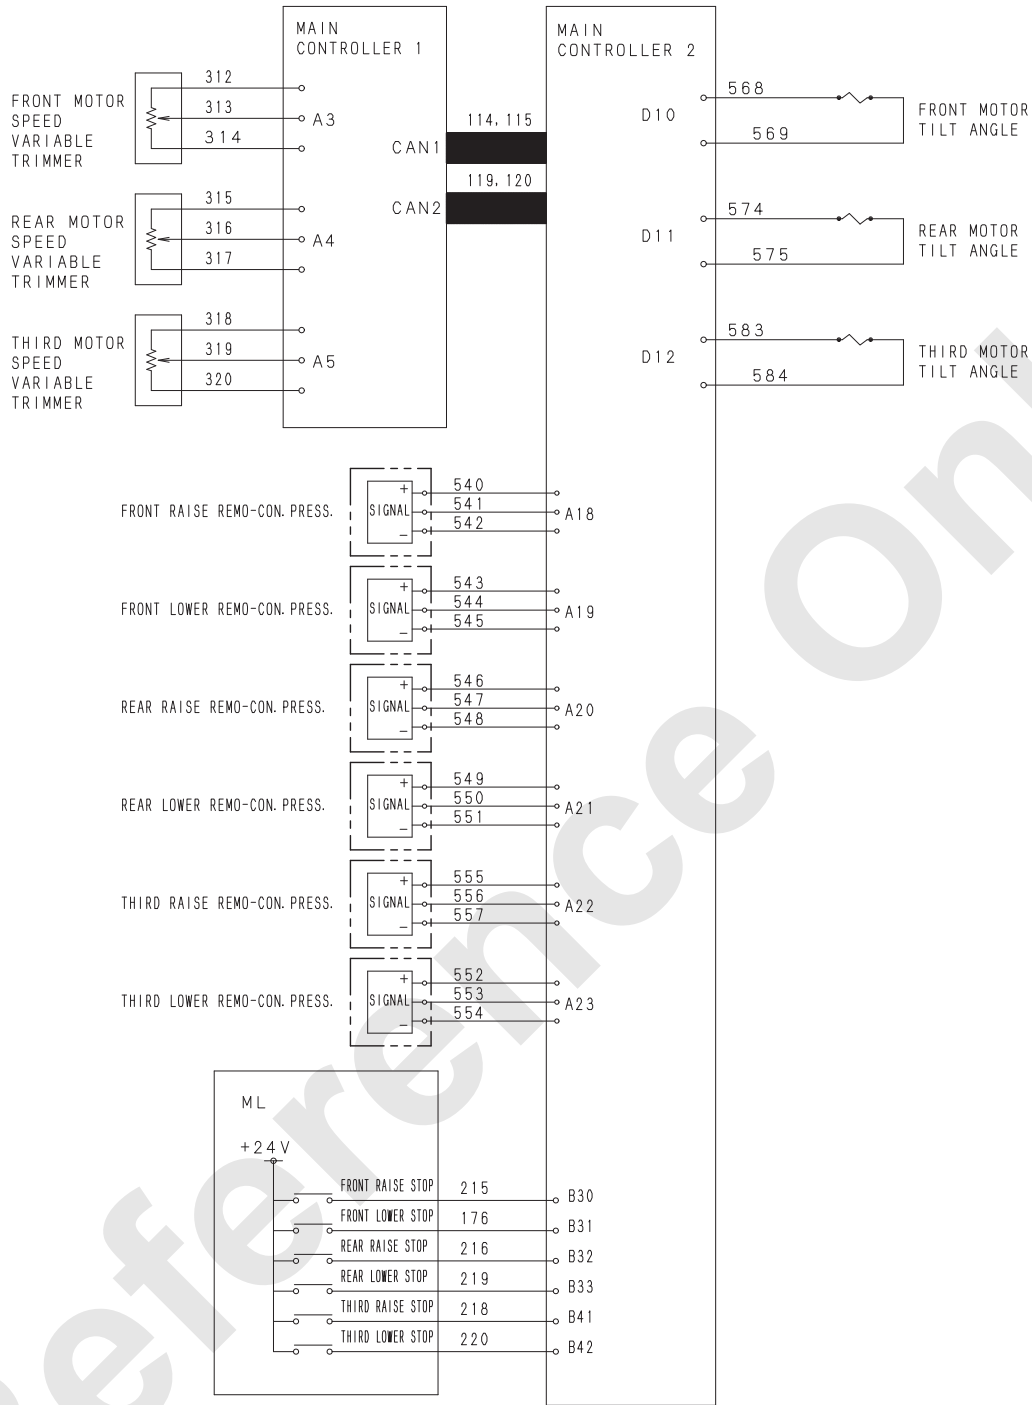 MAIN
CONTROLLER 1
MAIN
CONTROLLER 2
FRONT MOTOR
SPEED
VARIABLE
TRIMMER
312
313
314
A3
REAR MOTOR
SPEED
VARIABLE
TRIMMER
315
316
317
A4
THIRD MOTOR
SPEED
VARIABLE
TRIMMER
318
319
320
A5
CAN1
114, 115
CAN2
119, 120
D10
568
569
FRONT MOTOR
TILT ANGLE
D11
574
575
REAR MOTOR
TILT ANGLE
D12
583
584
THIRD MOTOR
TILT ANGLE
FRONT RAISE REMO-CON. PRESS.
+
SIGNAL
−
540
541
542
A18
FRONT LOWER REMO-CON. PRESS.
+
SIGNAL
−
543
544
545
A19
REAR RAISE REMO-CON. PRESS.
+
SIGNAL
−
546
547
548
A20
REAR LOWER REMO-CON. PRESS.
+
SIGNAL
−
549
550
551
A21
THIRD RAISE REMO-CON. PRESS.
+
SIGNAL
−
555
556
557
A22
THIRD LOWER REMO-CON. PRESS.
+
SIGNAL
−
552
553
554
A23
ML
+24V
FRONT RAISE STOP 215 B30
FRONT LOWER STOP 176 B31
REAR RAISE STOP 216 B32
REAR LOWER STOP 219 B33
THIRD RAISE STOP 218 B41
THIRD LOWER STOP 220 B42
eference Onl